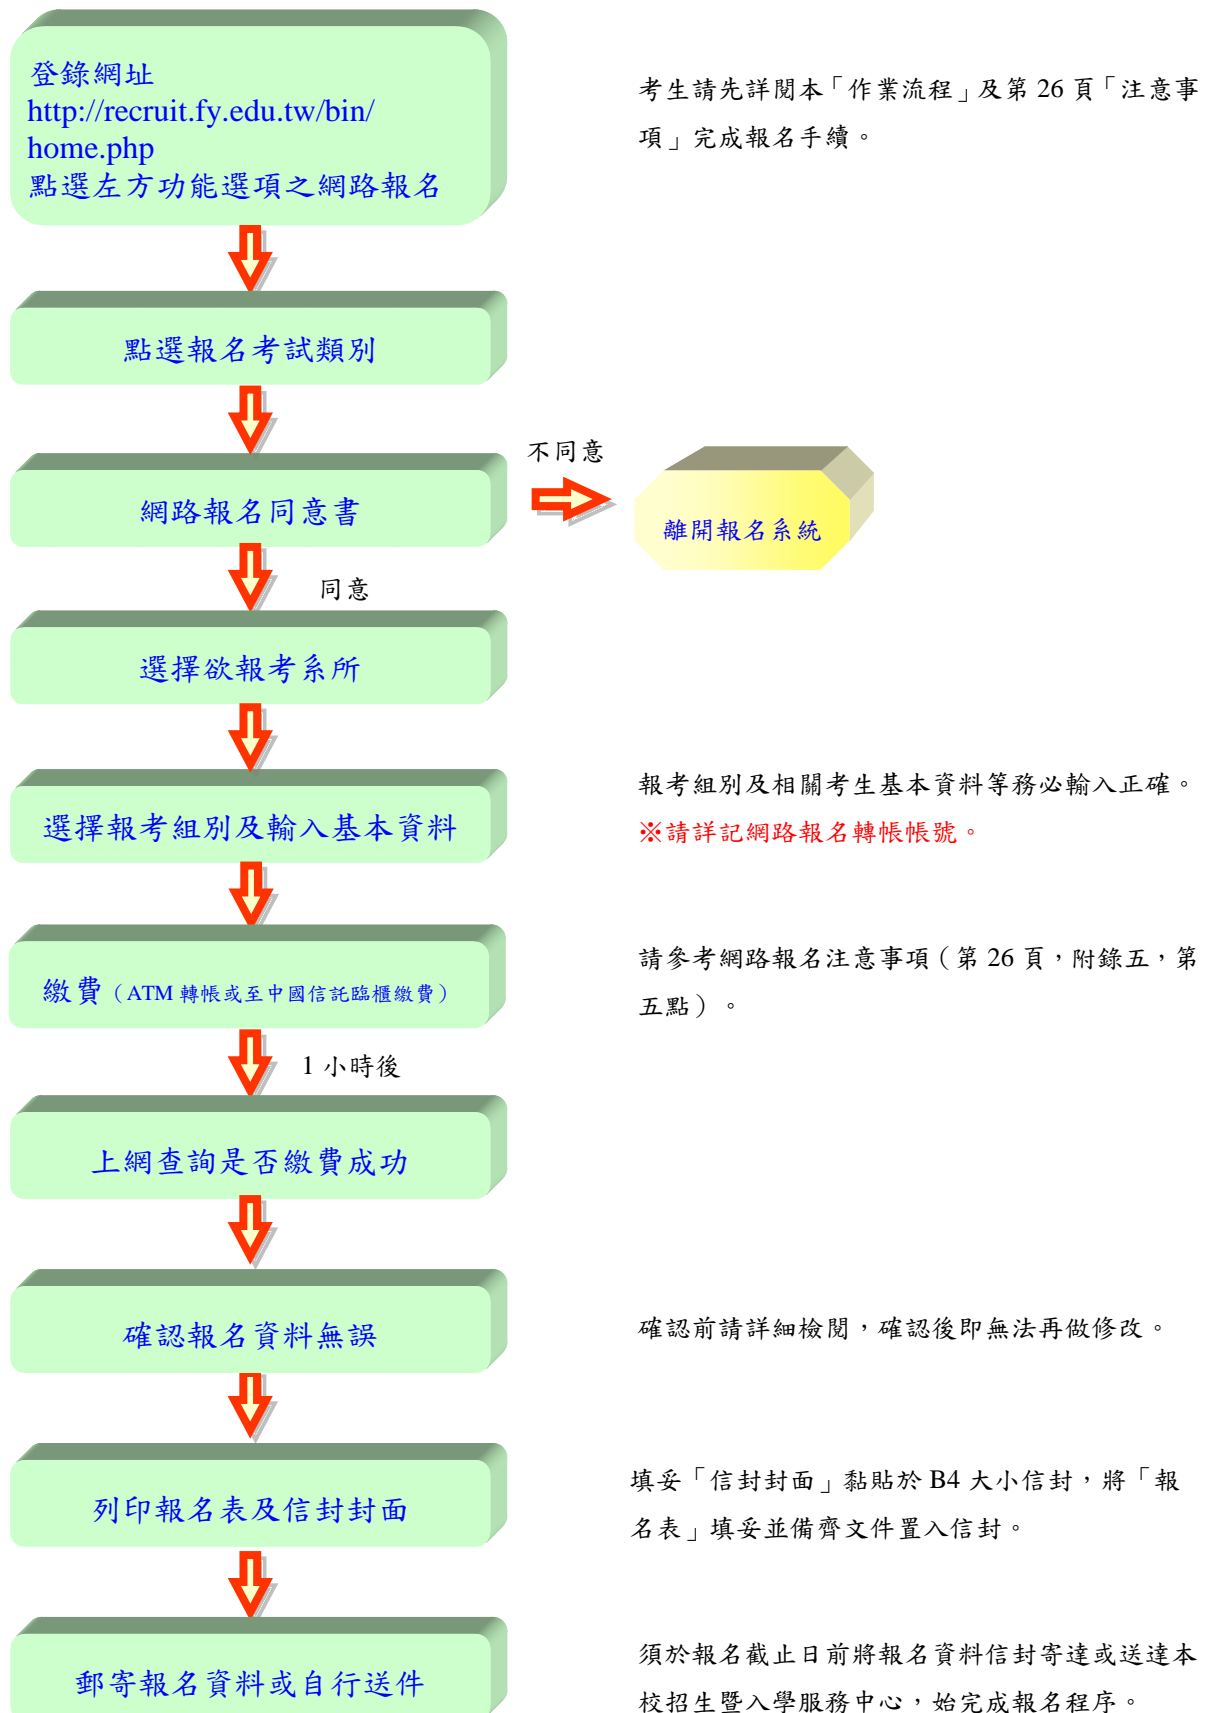 登錄網址
http://recruit.fy.edu.tw/bin/
home.php
點選左方功能選項之網路報名
考生請先詳閱本「作業流程」及第 26 頁「注意事
項」完成報名手續。
點選報名考試類別
網路報名同意書
不同意
離開報名系統
同意
選擇欲報考系所
選擇報考組別及輸入基本資料
報考組別及相關考生基本資料等務必輸入正確。
※請詳記網路報名轉帳帳號。
繳費（ATM 轉帳或至中國信託臨櫃繳費）
請參考網路報名注意事項（第 26 頁，附錄五，第
五點）。
1 小時後
上網查詢是否繳費成功
確認報名資料無誤
確認前請詳細檢閱，確認後即無法再做修改。
列印報名表及信封封面
填妥「信封封面」黏貼於 B4 大小信封，將「報
名表」填妥並備齊文件置入信封。
郵寄報名資料或自行送件
須於報名截止日前將報名資料信封寄達或送達本
校招生暨入學服務中心，始完成報名程序。